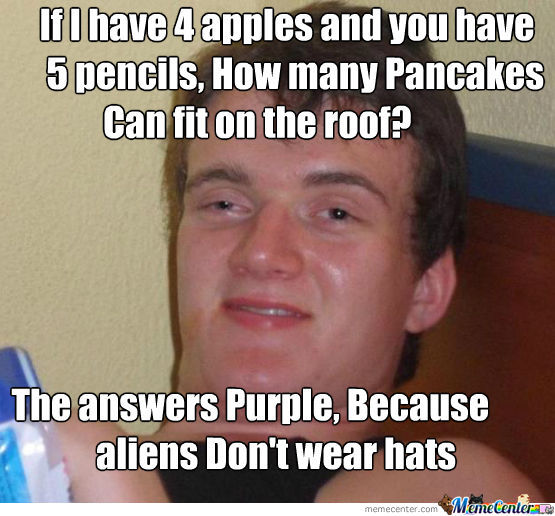 If I have 4 apples and you have
5 pencils, How many Pancakes
Can fit on the roof?
The answers Purple, Because
aliens Don't wear hats
memecenter.com MemeCenter